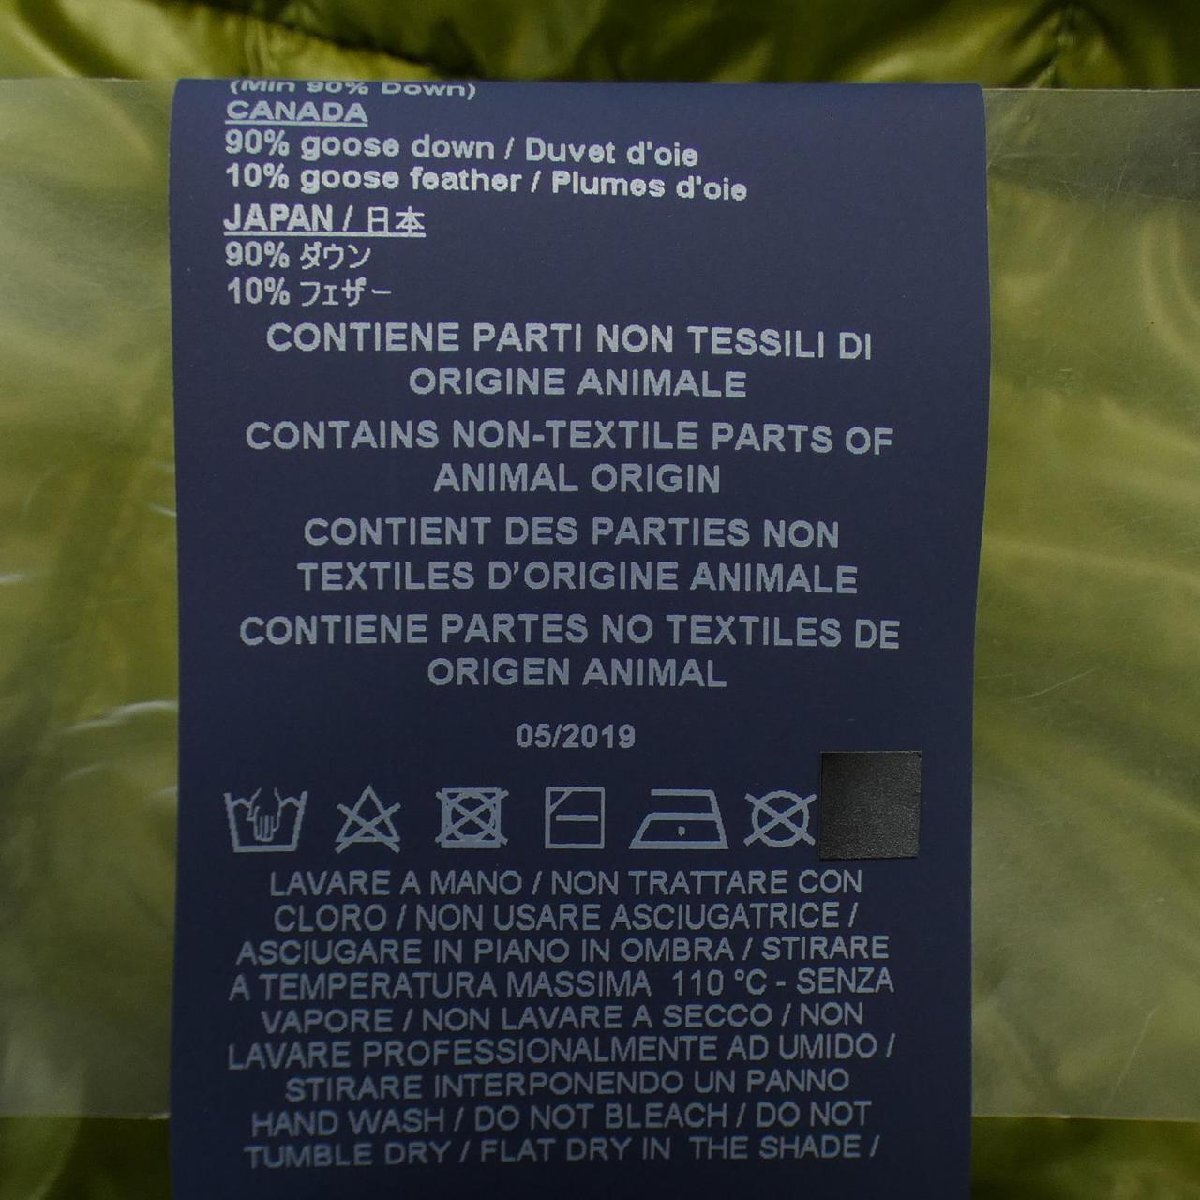 (Min 90% Down)
CANADA
90% goose down / Duvet d'oie
10% goose feather / Plumes d'oie
JAPAN / 日本
90% ダウン
10% フェザー
CONTIENE PARTI NON TESSILI DI
ORIGINE ANIMALE
CONTAINS NON-TEXTILE PARTS OF
ANIMAL ORIGIN
CONTIENT DES PARTIES NON
TEXTILES D'ORIGINE ANIMALE
CONTIENE PARTES NO TEXTILES DE
ORIGEN ANIMAL
05/2019
LAVARE A MANO / NON TRATTARE CON
CLORO / NON USARE ASCIUGATRICE /
ASCIUGARE IN PIANO IN OMBRA / STIRARE
A TEMPERATURA MASSIMA 110 °C - SENZA
VAPORE / NON LAVARE A SECCO / NON
LAVARE PROFESSIONALMENTE AD UMIDO /
STIRARE INTERPONENDO UN PANNO
HAND WASH / DO NOT BLEACH / DO NOT
TUMBLE DRY / FLAT DRY IN THE SHADE /